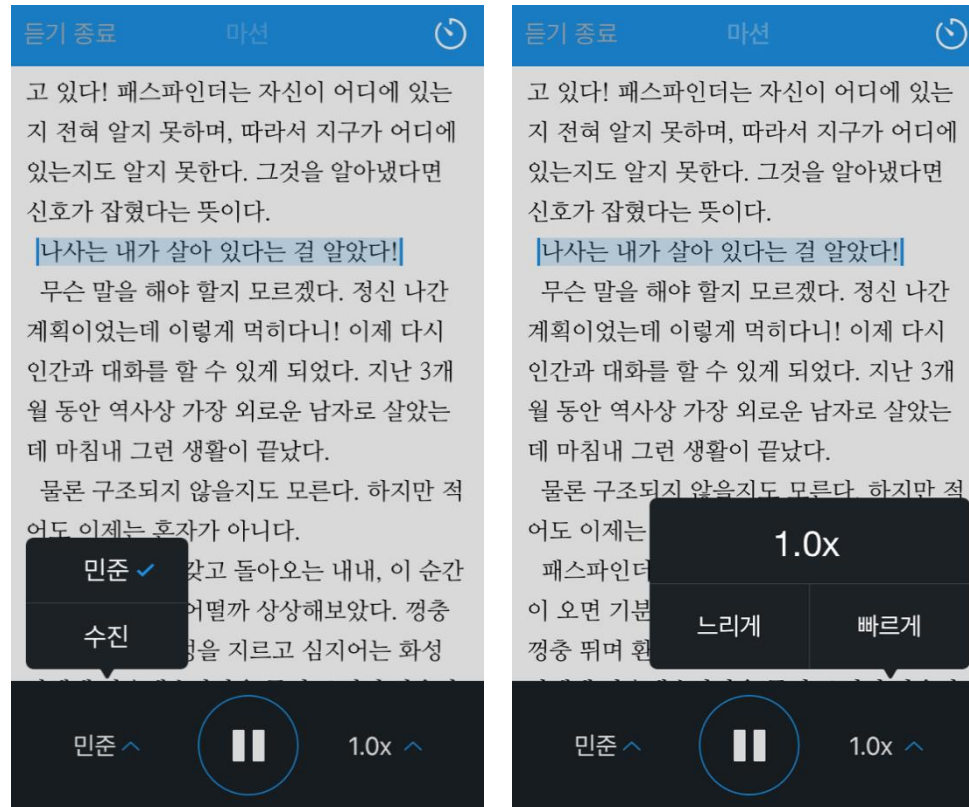 듣기 종료 마션
고 있다! 패스파인더는 자신이 어디에 있는
지 전혀 알지 못하며, 따라서 지구가 어디에
있는지도 알지 못한다. 그것을 알아냈다면
신호가 잡혔다는 뜻이다.
나사는 내가 살아 있다는 걸 알았다!
무슨 말을 해야 할지 모르겠다. 정신 나간
계획이었는데 이렇게 먹히다니! 이제 다시
인간과 대화를 할 수 있게 되었다. 지난 3개
월 동안 역사상 가장 외로운 남자로 살았는
데 마침내 그런 생활이 끝났다.
물론 구조되지 않을지도 모른다. 하지만 적
어도 이제는 혼자가 아니다.
갖고 돌아오는 내내, 이 순간
어떨까 상상해보았다. 껑충
을 지르고 심지어는 화성
민준
수진
민준 1.0x
듣기 종료 마션
고 있다! 패스파인더는 자신이 어디에 있는
지 전혀 알지 못하며, 따라서 지구가 어디에
있는지도 알지 못한다. 그것을 알아냈다면
신호가 잡혔다는 뜻이다.
나사는 내가 살아 있다는 걸 알았다!
무슨 말을 해야 할지 모르겠다. 정신 나간
계획이었는데 이렇게 먹히다니! 이제 다시
인간과 대화를 할 수 있게 되었다. 지난 3개
월 동안 역사상 가장 외로운 남자로 살았는
데 마침내 그런 생활이 끝났다.
물론 구조되지 않을지도 모른다. 하지만 적
어도 이제는
패스파인더
이 오면 기분
껑충 뛰며 환
1.0x
느리게 빠르게
민준 1.0x